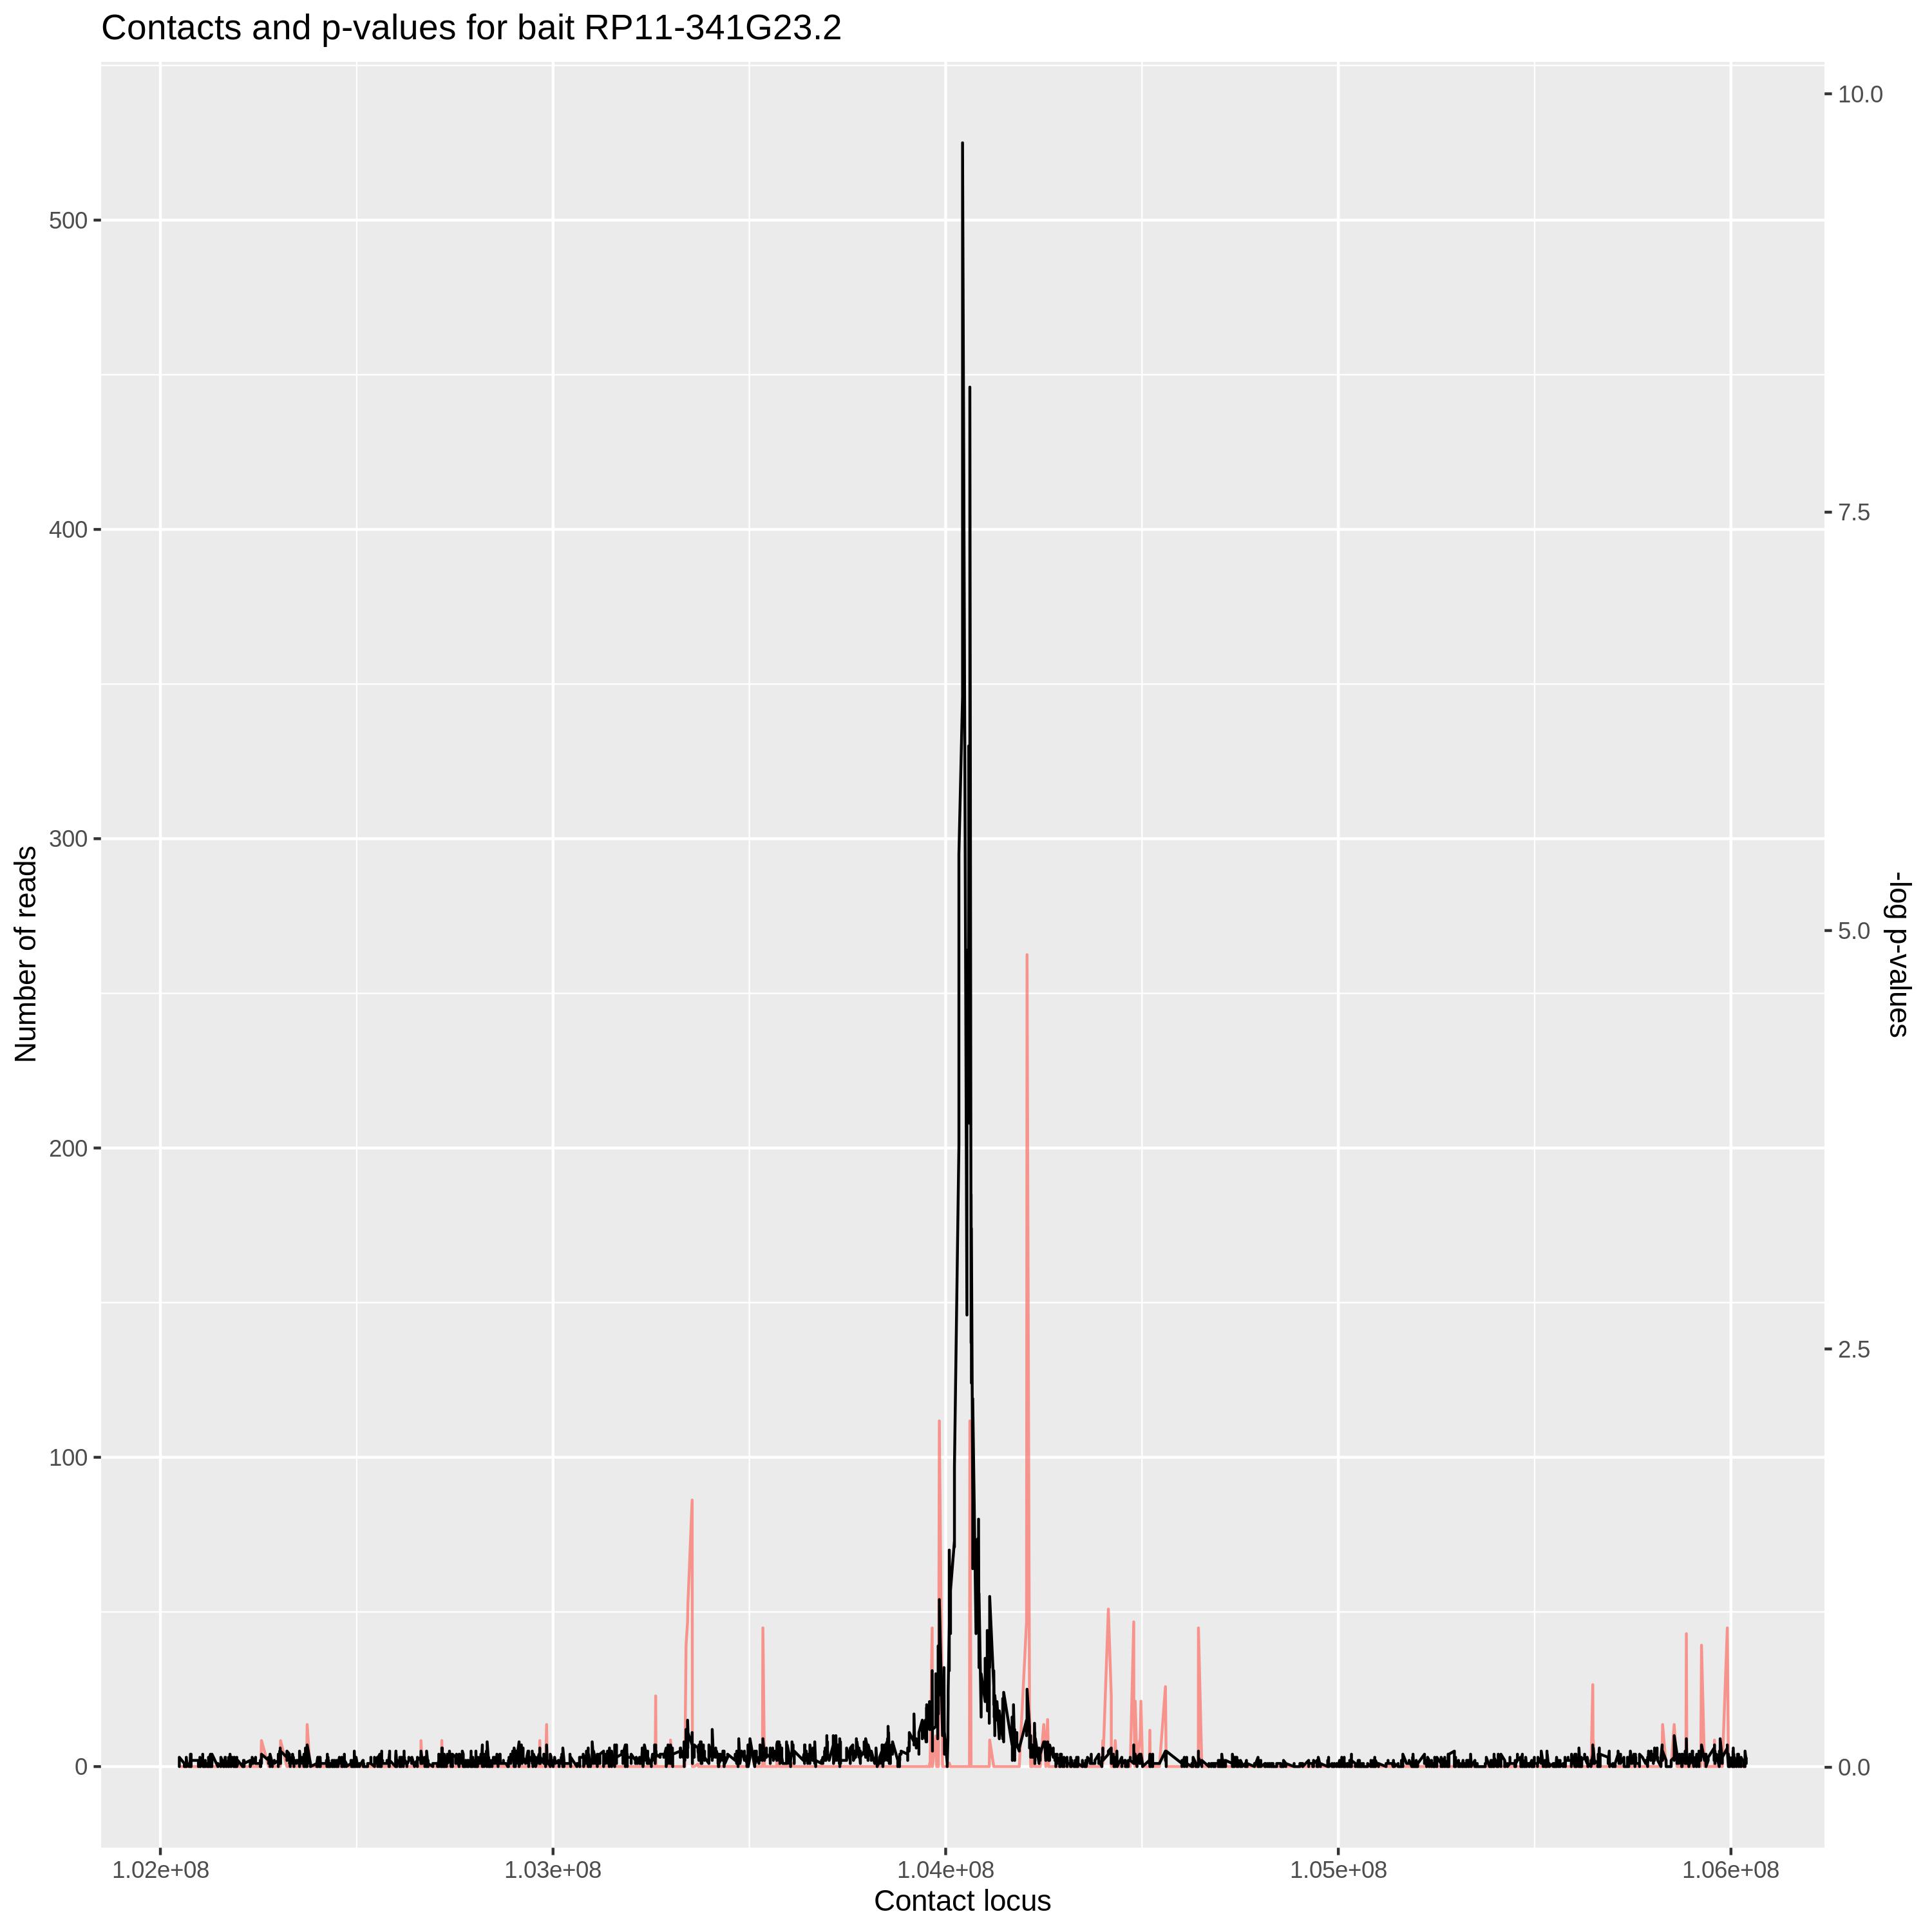 Contacts and p-values for bait RP11-341G23.2
Number of reads
500
400
300
200
100
0
10.0
7.5
5.0
2.5
0.0
-log p-values
1.02e+08 1.03e+08 1.04e+08 1.05e+08 1.06e+08
Contact locus